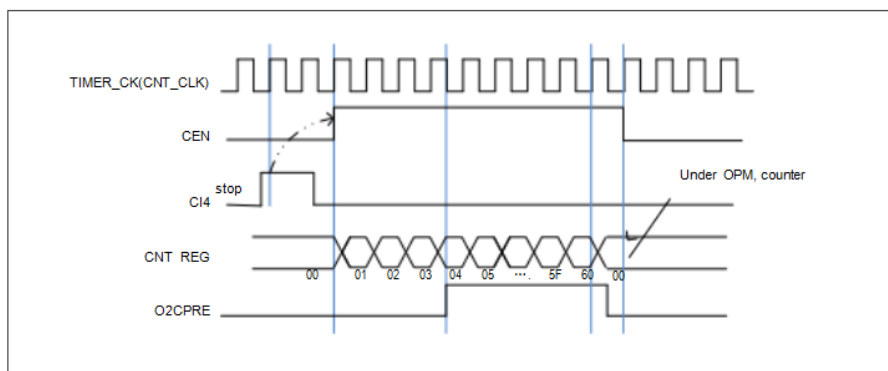 TIMER_CK(CNT_CLK)
CEN
stop
CI4
Under OPM, counter
CNT REG
00 01 02 03 04 05 ···. 5F 60 00
O2CPRE